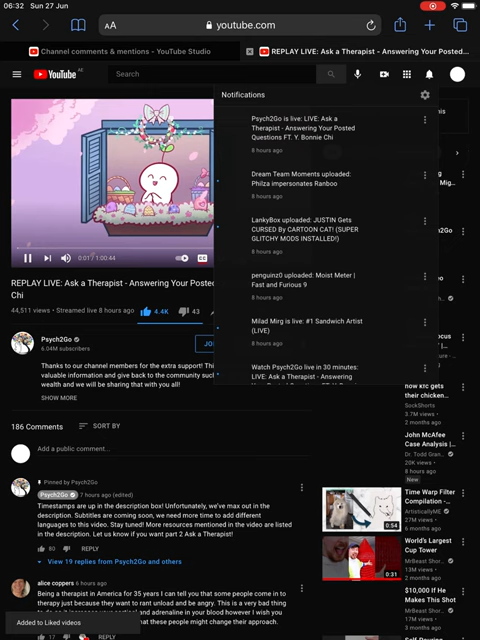 06:32 Sun 27 Jun
AA
youtube.com
Channel comments & mentions - YouTube Studio
REPLAY LIVE: Ask a Therapist - Answering Your Posted...
YouTube AE
Search
Notifications
Psych2Go is live: LIVE: Ask a
Therapist - Answering Your Posted
Questions FT. Y. Bonnie Chi
8 hours ago
Dream Team Moments uploaded:
Philza impersonates Ranboo
8 hours ago
LankyBox uploaded: JUSTIN Gets
CURSED By CARTOON CAT! (SUPER
GLITCHY MODS INSTALLED!)
8 hours ago
penguinz0 uploaded: Moist Meter |
Fast and Furious 9
8 hours ago
Milad Mirg is live: #1 Sandwich Artist
(LIVE)
8 hours ago
Watch Psych2Go live in 30 minutes:
LIVE: Ask a Therapist - Answering
0:01 / 1:00:44
REPLAY LIVE: Ask a Therapist - Answering Your Posted
Chi
44,511 views • Streamed live 8 hours ago
4.4K
43
Psych2Go
6.04M subscribers
JO
Thanks to our channel members for the extra support!
valuable information and give back to the community suc
wealth and we will be sharing that with you all!
SHOW MORE
186 Comments
SORT BY
Add a public comment...
Pinned by Psych2Go
Psych2Go 7 hours ago (edited)
Timestamps are up in the description box! Unfortunately, we've max out in the
description. Subtitles are coming soon, we need more time to add different
languages to this video. Stay tuned! More resources mentioned in the video are listed
in the description. Let us know if you want part 2 Ask a Therapist!
80
REPLY
View 19 replies from Psych2Go and others
alice coppers 6 hours ago
Being a therapist in America for 35 years I can tell you that some people come in to
therapy just because they want to rant unload and be angry. This is a very bad thing
and adrenaline in your blood however I wish you
that these people might change their approach.
Added to Liked videos
17
REPLY
how kfc gets
their chicken...
SockShorts
3.7M views •
2 months ago
John McAfee
Case Analysis |...
Dr. Todd Gran...
20K views •
8 hours ago
New
0:54
Time Warp Filter
Compilation -...
ArtisticallyME
27M views •
6 months ago
0:31
World's Largest
Cup Tower
MrBeast Shor...
13M views •
2 months ago
$10,000 If He
Makes This Shot
MrBeast Shor...
17M views •
3 months ago